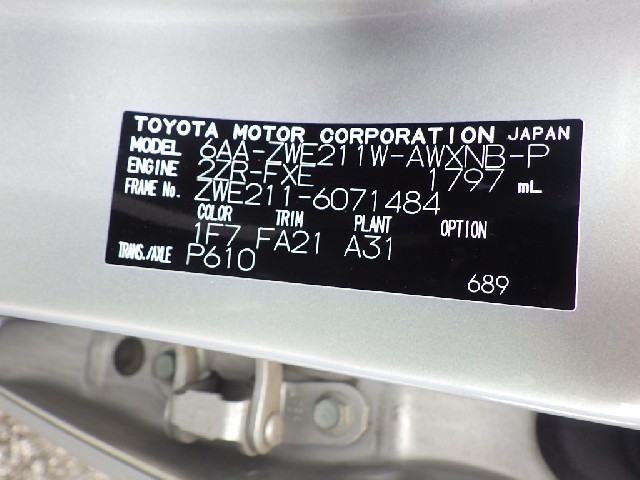 TOYOTA MOTOR CORPORATION JAPAN
MODEL 6AA-ZWE211W-AWXNB-P
ENGINE 2ZR-FXE 1797 mL
FRAME No. ZWE211-6071484
COLOR TRIM PLANT OPTION
1F7 FA21 A31
TRANS./AXLE P610
689